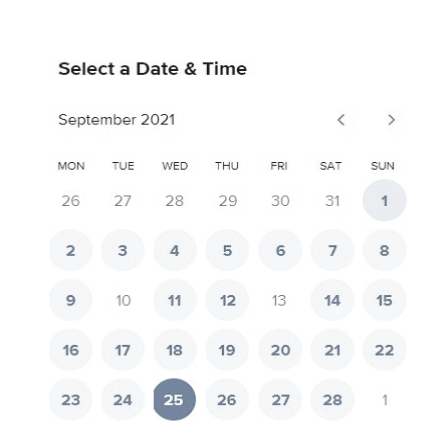 Select a Date & Time
September 2021
MON TUE WED THU FRI SAT SUN
26 27 28 29 30 31 1
2 3 4 5 6 7 8
9 10 11 12 13 14 15
16 17 18 19 20 21 22
23 24 25 26 27 28 1